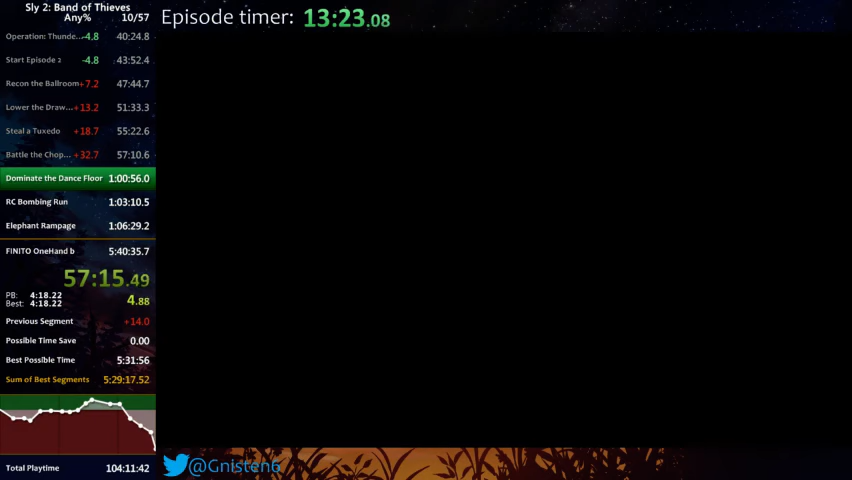 Sly 2: Band of Thieves
Any% 10/57
Episode timer: 13:23.08
Operation: Thunde... -4.8 40:24.8
Start Episode 2 -4.8 43:52.4
Recon the Ballroom +7.2 47:44.7
Lower the Draw... +13.2 51:33.3
Steal a Tuxedo +18.7 55:22.6
Battle the Chop... +32.7 57:10.6
Dominate the Dance Floor 1:00:56.0
RC Bombing Run 1:03:10.5
Elephant Rampage 1:06:29.2
FINITO OneHand b 5:40:35.7
57:15.49
PB: 4:18.22
Best: 4:18.22
4.88
Previous Segment +14.0
Possible Time Save 0.00
Best Possible Time 5:31:56
Sum of Best Segments 5:29:17.52
Total Playtime 104:11:42
@Gnisten6